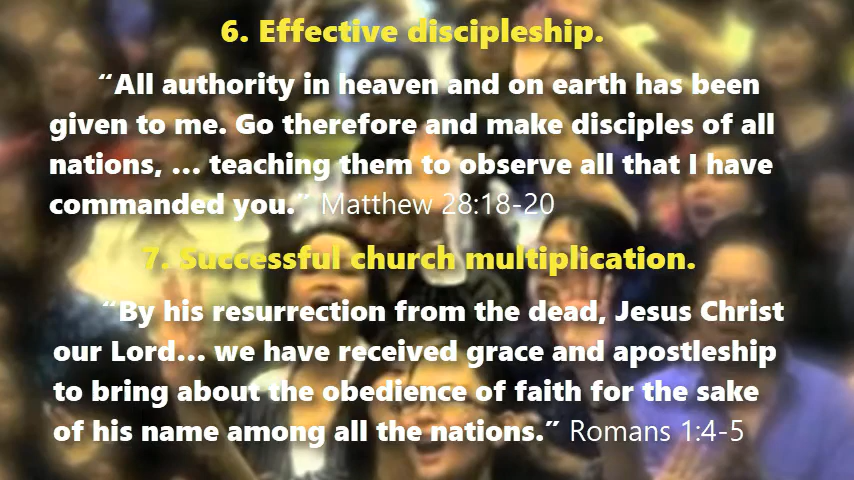 6. Effective discipleship.
“All authority in heaven and on earth has been
given to me. Go therefore and make disciples of all
nations, ... teaching them to observe all that I have
commanded you.” Matthew 28:18-20
7. Successful church multiplication.
“By his resurrection from the dead, Jesus Christ
our Lord... we have received grace and apostleship
to bring about the obedience of faith for the sake
of his name among all the nations.” Romans 1:4-5